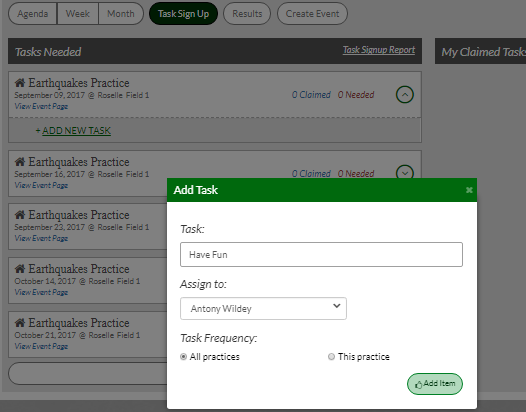 Agenda Week Month Task Sign Up Results Create Event
Tasks Needed Task Signup Report My Claimed Tasks
Earthquakes Practice
September 09, 2017 @ Roselle Field 1 0 Claimed 0 Needed
View Event Page
+ ADD NEW TASK
Earthquakes Practice
September 16, 2017 @ Roselle Field 1 0 Claimed 0 Needed
View Event Page
Earthquakes Practice
September 23, 2017 @ Roselle Field 1
View Event Page
Earthquakes Practice
October 14, 2017 @ Roselle Field 1
View Event Page
Earthquakes Practice
October 21, 2017 @ Roselle Field 1
View Event Page
Add Task
Task:
Have Fun
Assign to:
Antony Wildey
Task Frequency:
All practices This practice
Add Item